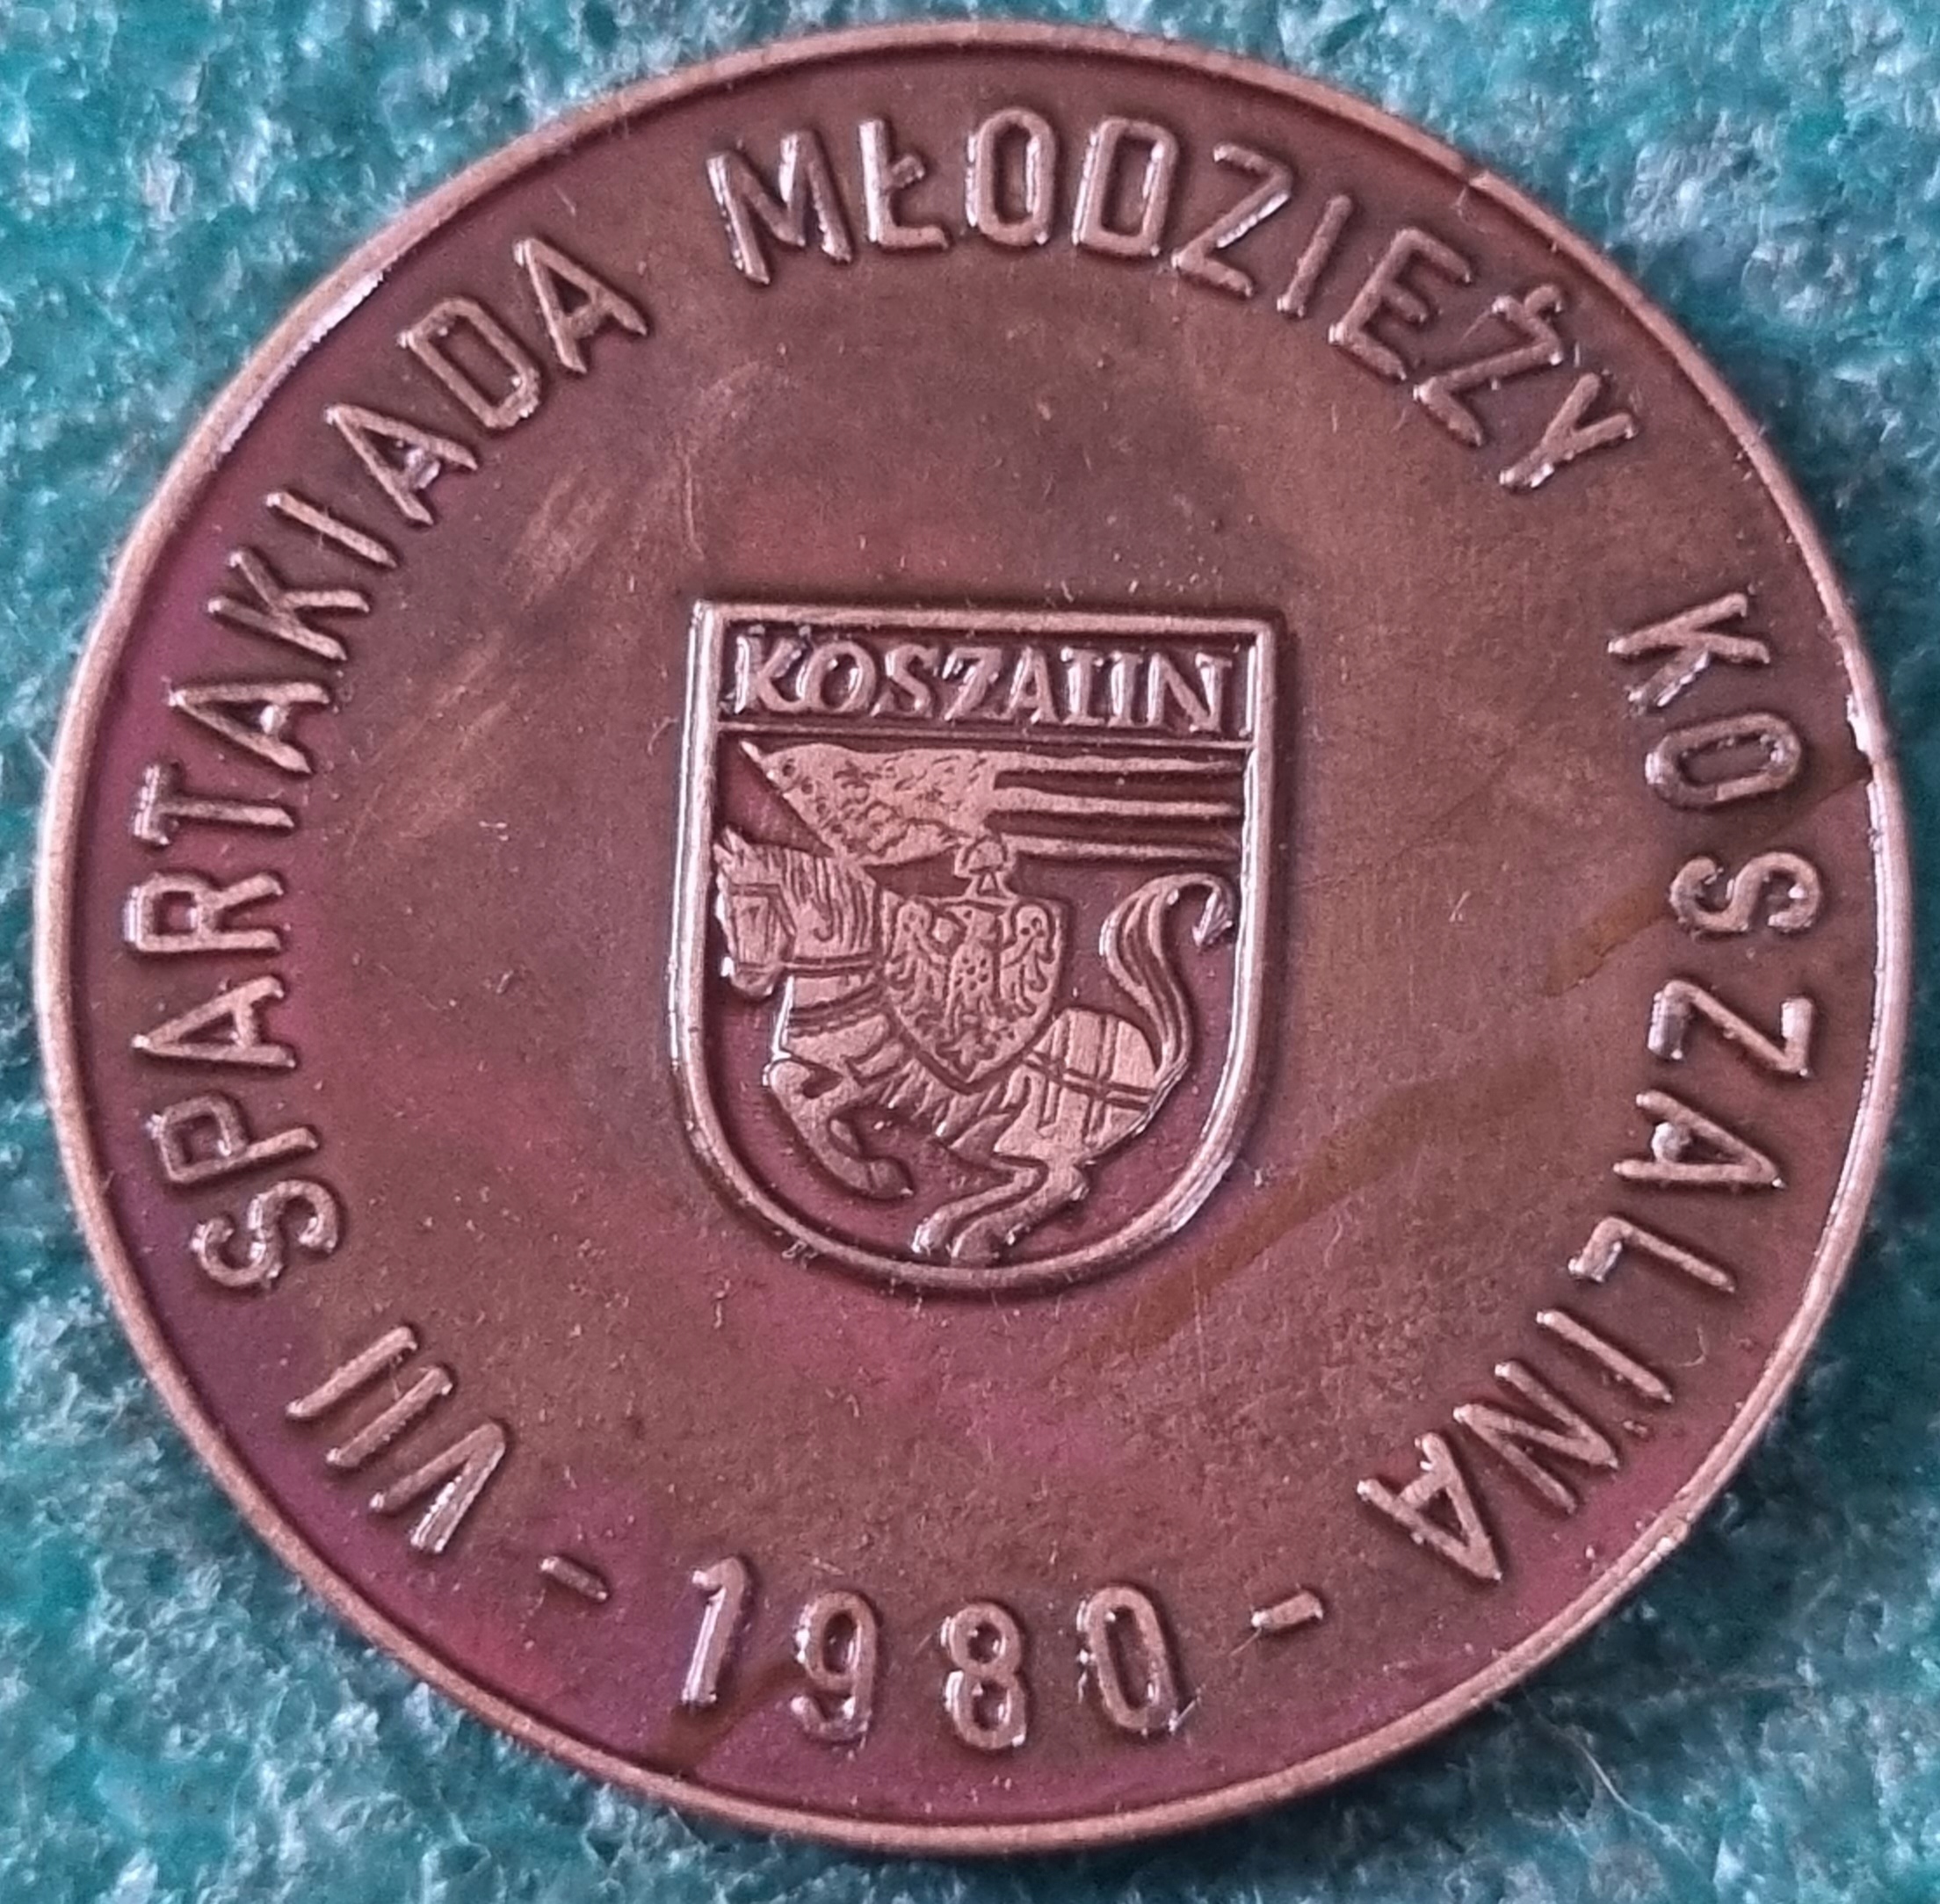 VII SPARTAKIADA MŁODZIEŻY KOSZALINA
- 1980 -
KOSZALIN